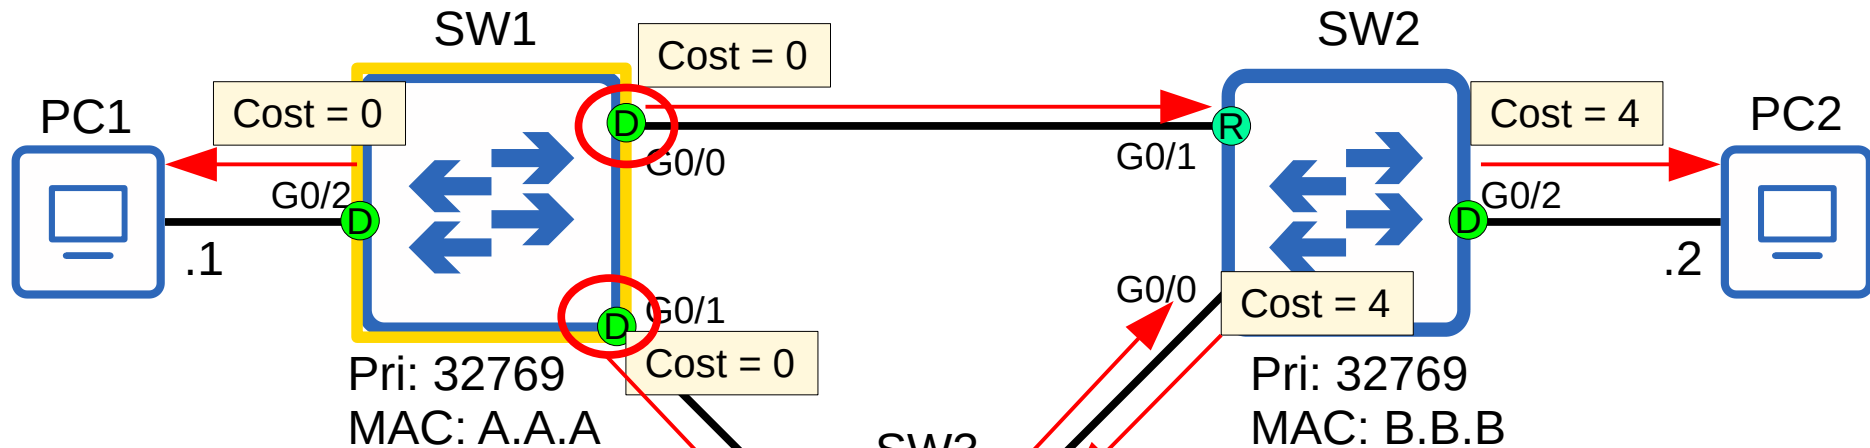 SW1
SW2
Cost = 0
Cost = 0
Cost = 4
PC1
PC2
D
R
G0/0
G0/1
G0/2
D
D
G0/2
.1
.2
G0/0
G0/1
D
Cost = 4
Cost = 0
Pri: 32769
MAC: A.A.A
Pri: 32769
MAC: B.B.B
SW3